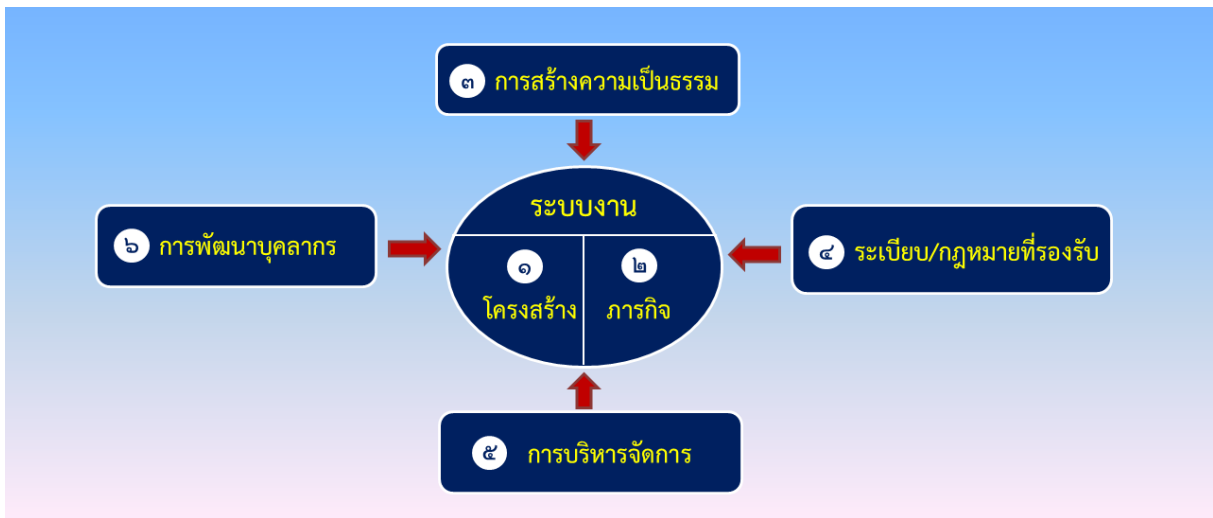 ๓ การสร้างความเป็นธรรม
ระบบงาน
๖ การพัฒนาบุคลากร
๑
๒
๔ ระเบียบ/กฎหมายที่รองรับ
โครงสร้าง
ภารกิจ
๕ การบริหารจัดการ